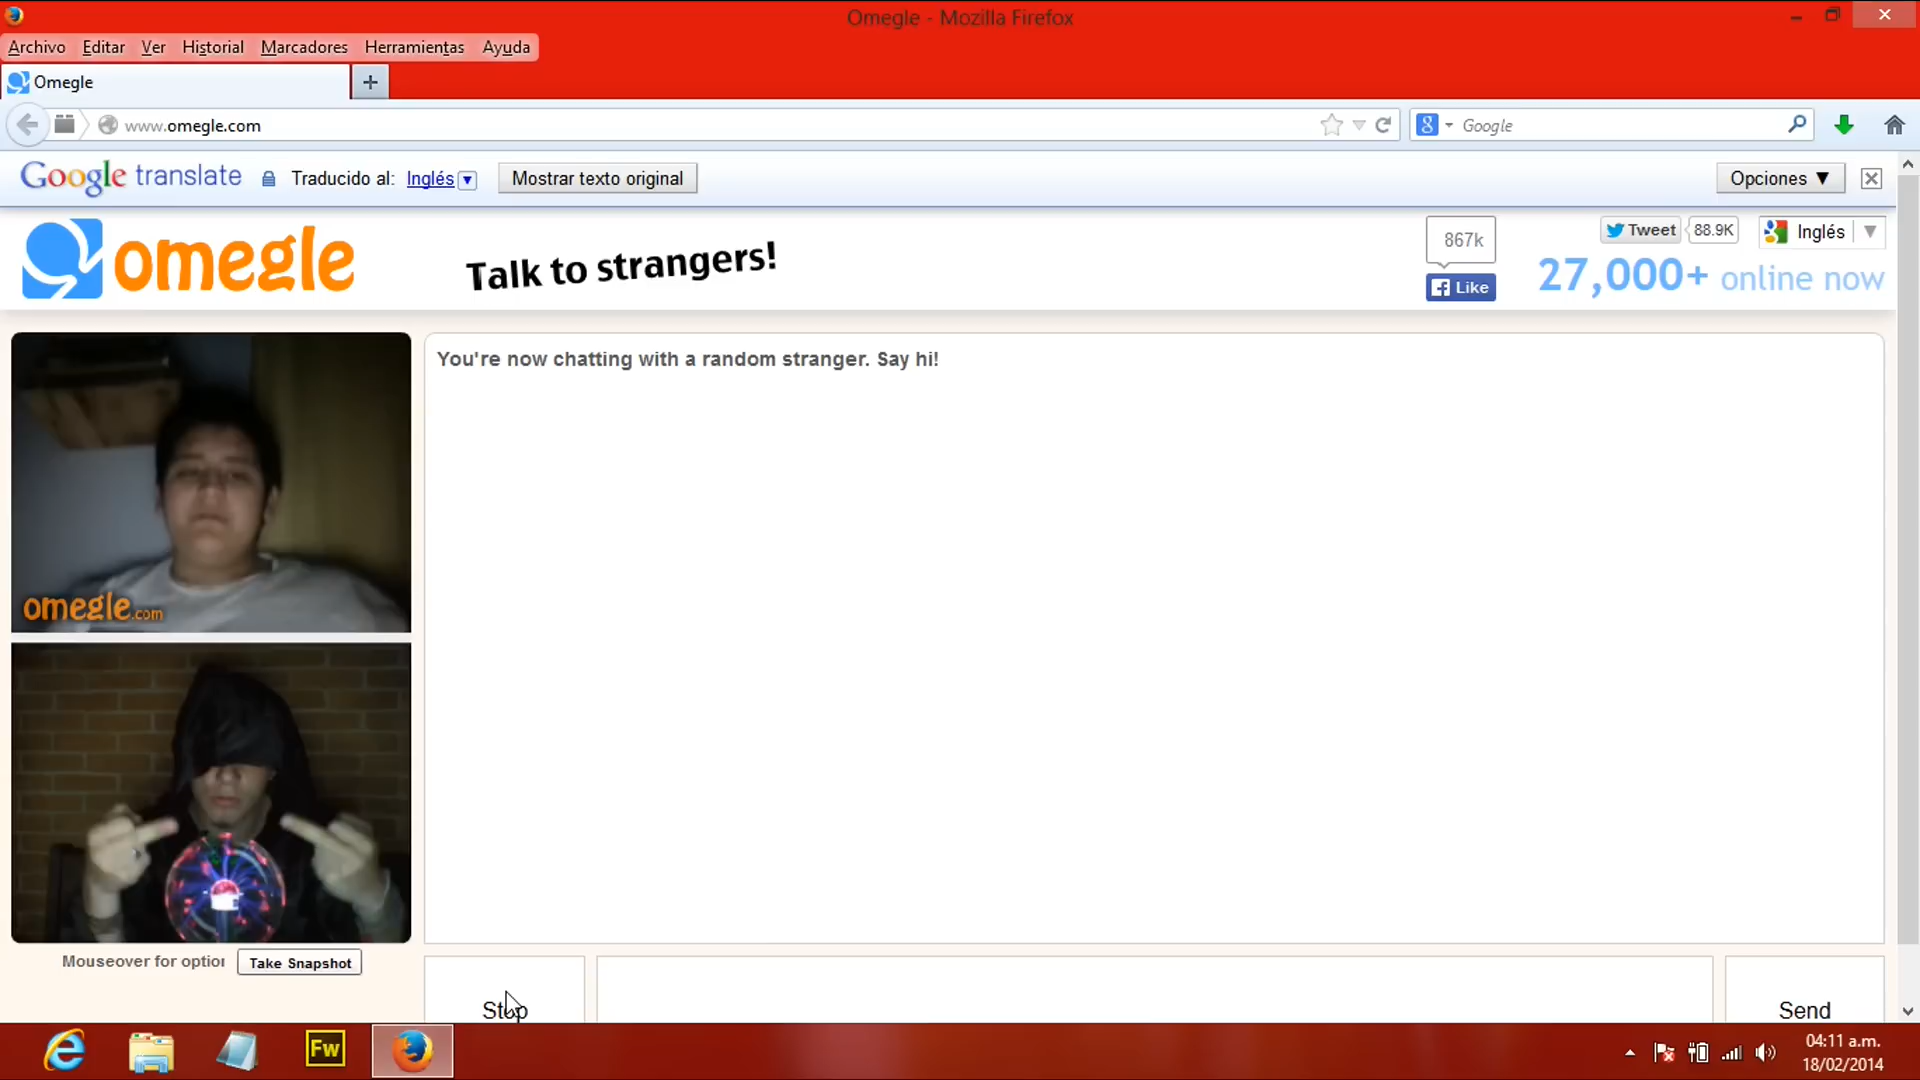 Omegle - Mozilla Firefox
Archivo Editar Ver Historial Marcadores Herramientas Ayuda
Omegle
www.omegle.com
Google
Google translate Traducido al: Inglés Mostrar texto original Opciones
omegle Talk to strangers!
867k
Like
Tweet 88.9K Inglés
27,000+ online now
You're now chatting with a random stranger. Say hi!
omegle.com
Mouseover for option Take Snapshot
Stop Send
Fw
04:11 a.m.
18/02/2014